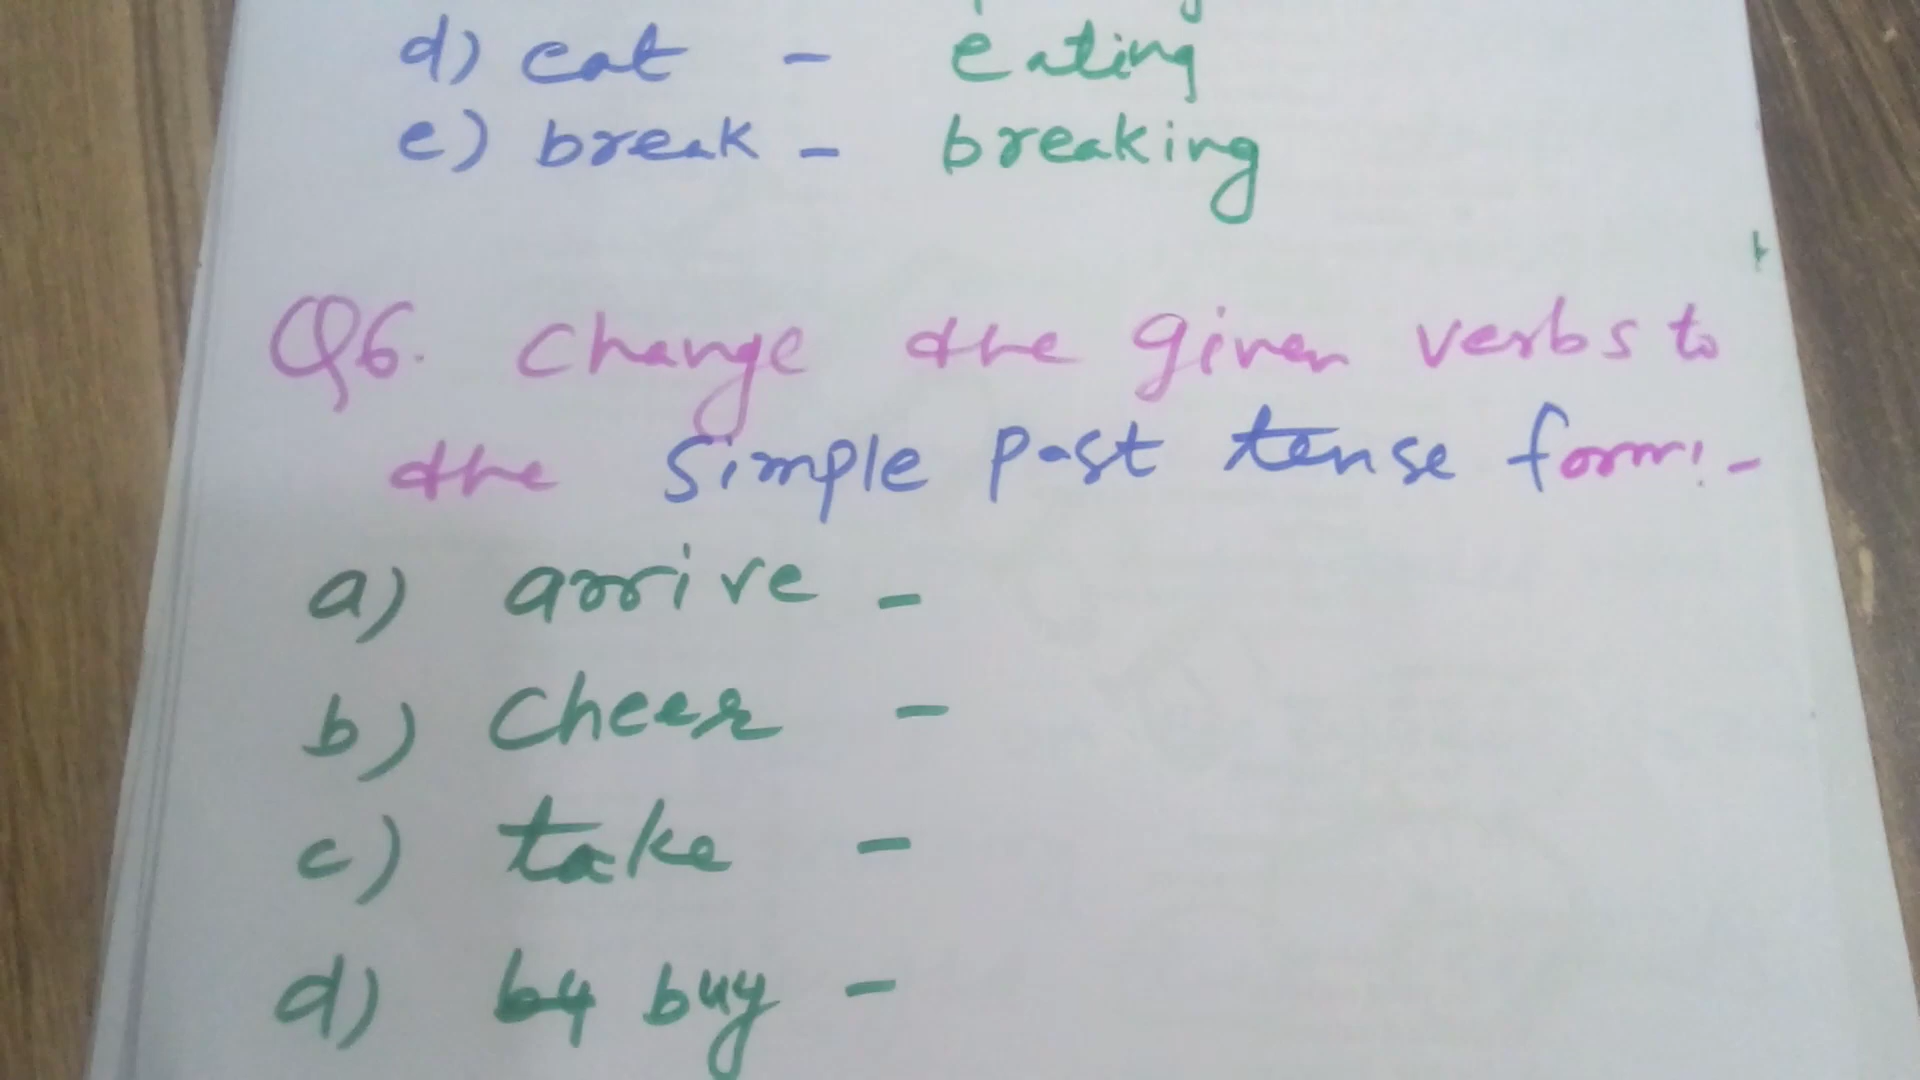 d) eat - eating
e) break - breaking
Q6. Change the given verbs to
the simple past tense form:-
a) arrive -
b) Cheer -
c) take -
d) by buy -